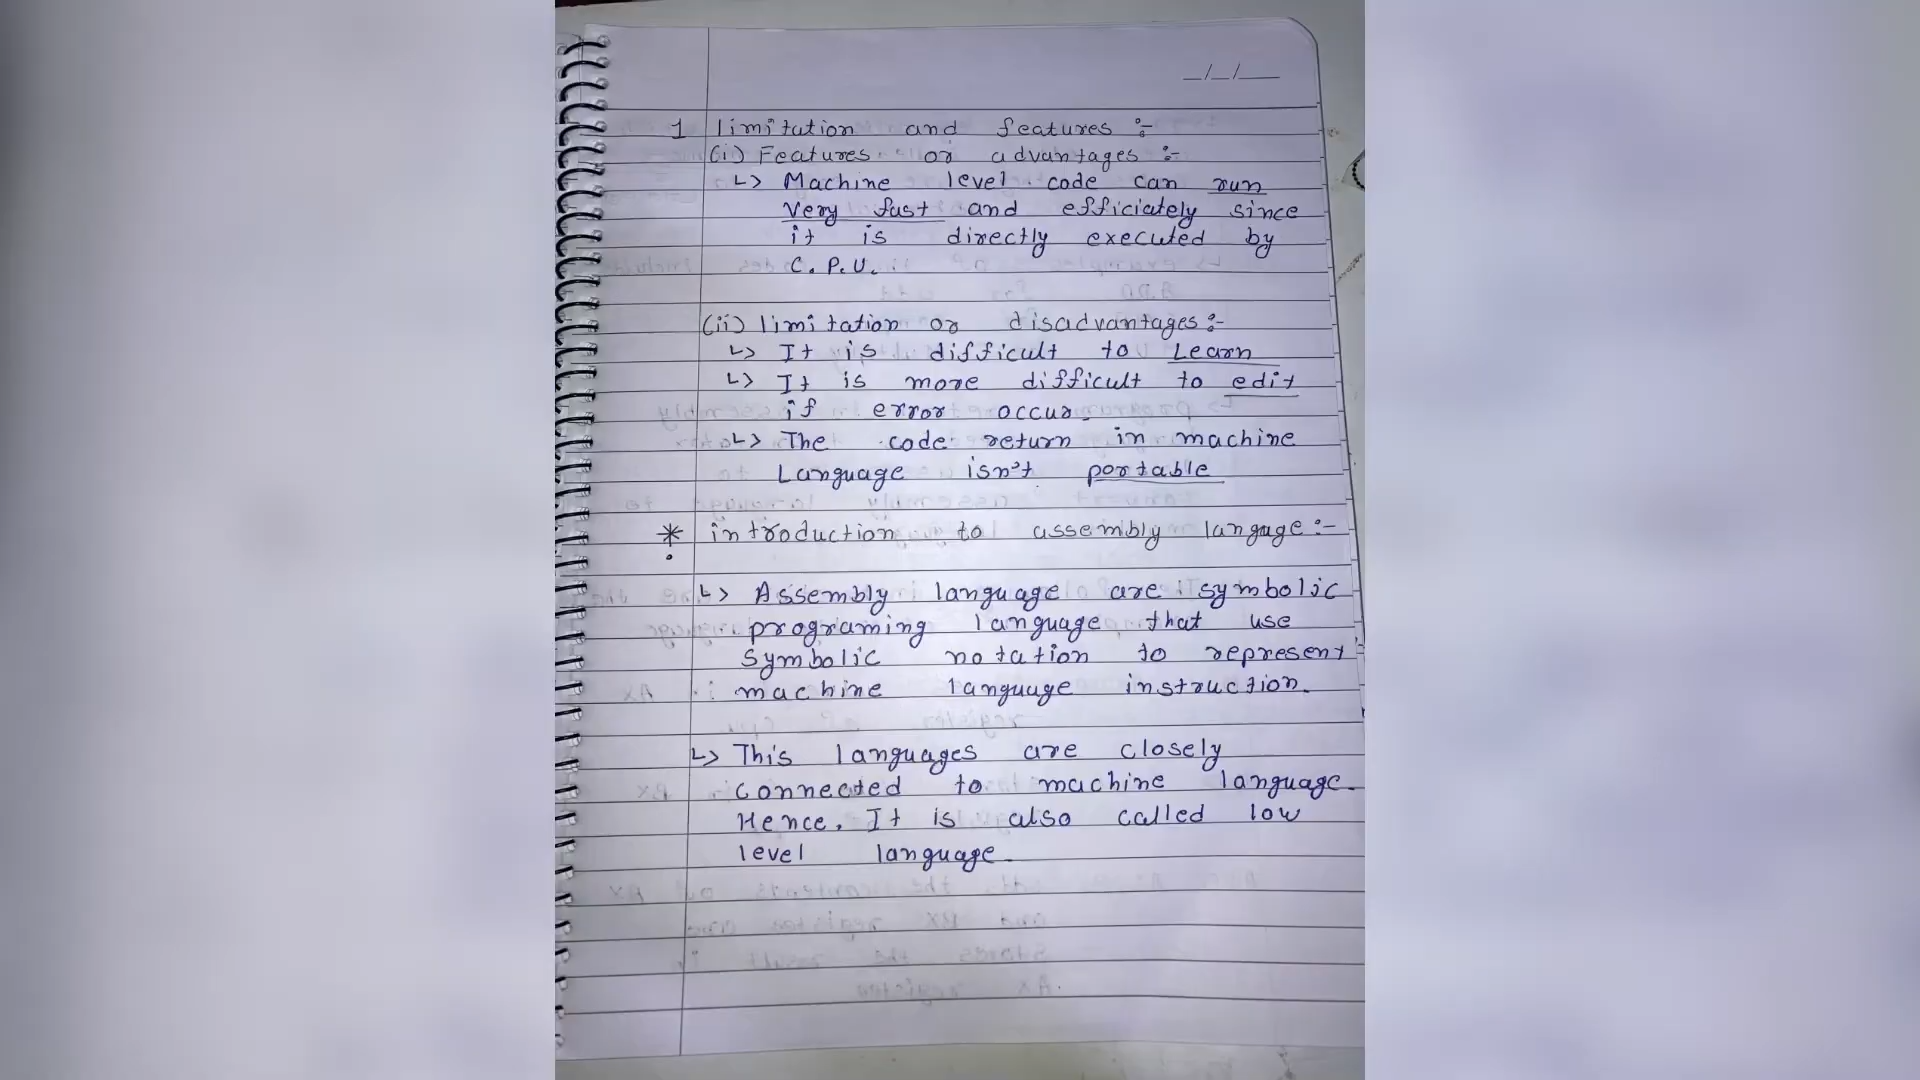 _/_/__
1 limitation and features :-
(i) Features or advantages :-
↳ Machine level code can run
very fast and efficiately since
it is directly executed by
C.P.U.
(ii) limitation or disadvantages :-
↳ It is difficult to Learn
↳ It is more difficult to edit
if error occur.
↳ The code return in machine
Language isn't portable
* introduction to assembly langage :-
↳ Assembly language are symbolic
programing language that use
symbolic notation to represent
machine language instruction.
↳ This languages are closely
connected to machine language.
Hence, It is also called low
level language.